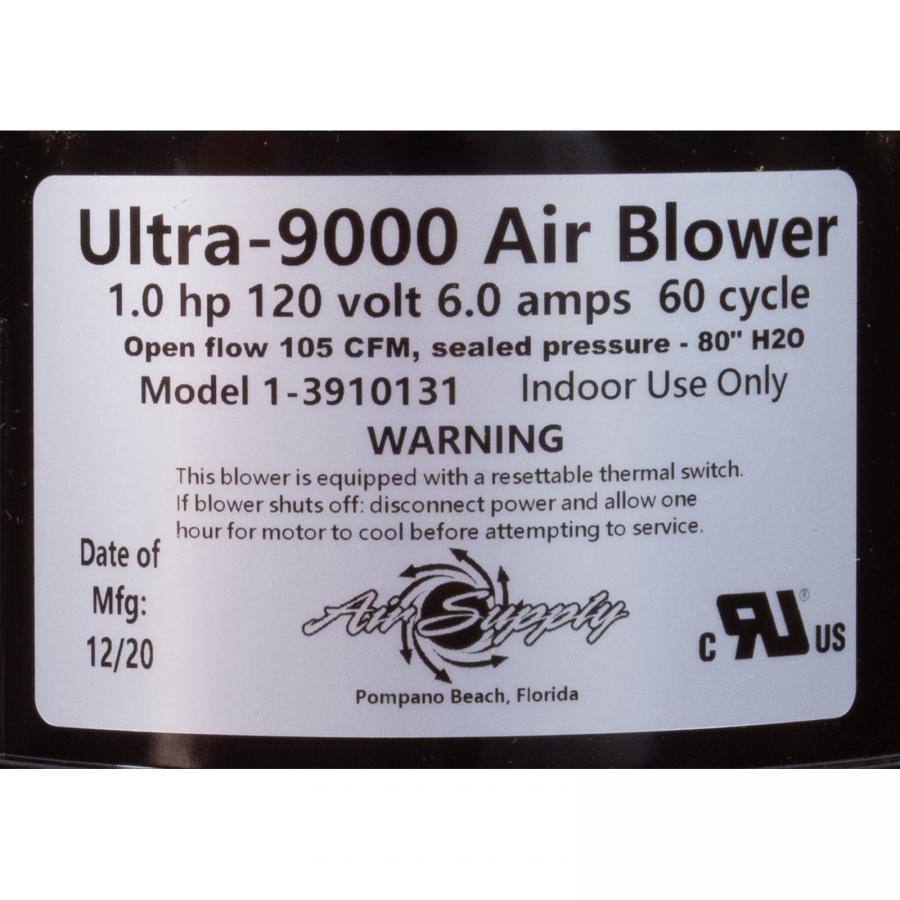 Ultra-9000 Air Blower
1.0 hp 120 volt 6.0 amps 60 cycle
Open flow 105 CFM, sealed pressure - 80" H2O
Model 1-3910131 Indoor Use Only
WARNING
This blower is equipped with a resettable thermal switch.
If blower shuts off: disconnect power and allow one
hour for motor to cool before attempting to service.
Date of
Mfg:
12/20
Air Supply
Pompano Beach, Florida
C RU® US